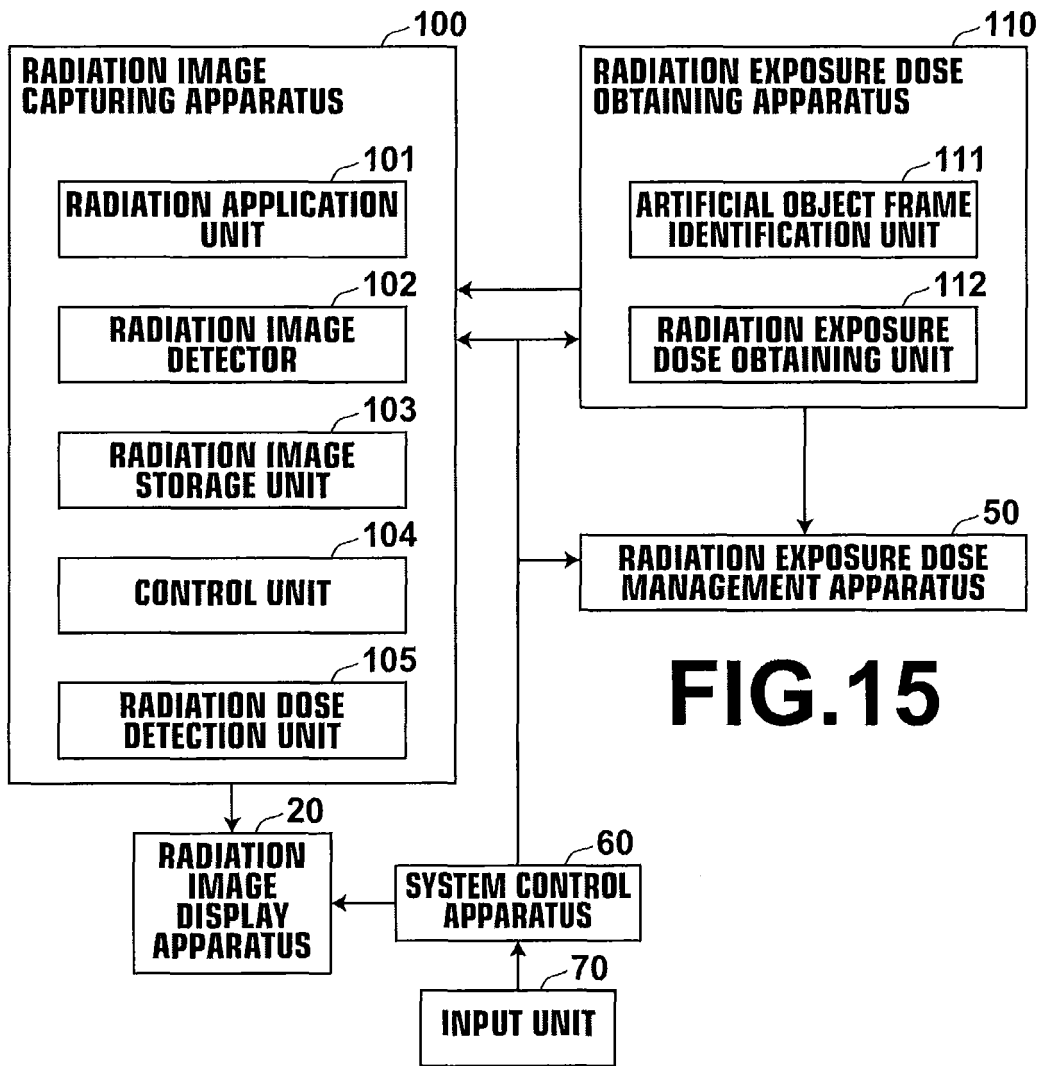 100
RADIATION IMAGE
CAPTURING APPARATUS
101
RADIATION APPLICATION
UNIT
102
RADIATION IMAGE
DETECTOR
103
RADIATION IMAGE
STORAGE UNIT
104
CONTROL UNIT
105
RADIATION DOSE
DETECTION UNIT
110
RADIATION EXPOSURE DOSE
OBTAINING APPARATUS
111
ARTIFICIAL OBJECT FRAME
IDENTIFICATION UNIT
112
RADIATION EXPOSURE
DOSE OBTAINING UNIT
50
RADIATION EXPOSURE DOSE
MANAGEMENT APPARATUS
FIG.15
20
RADIATION
IMAGE
DISPLAY
APPARATUS
60
SYSTEM CONTROL
APPARATUS
70
INPUT UNIT